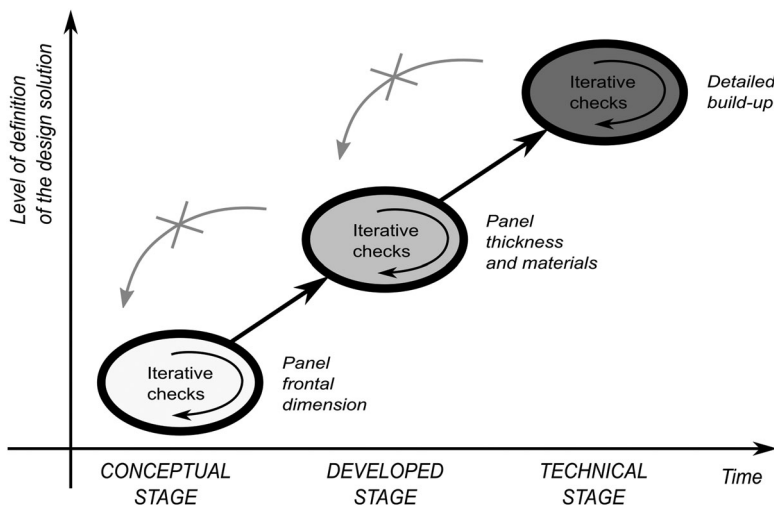 Level of definition
of the design solution
Iterative
checks
Detailed
build-up
Iterative
checks
Panel
thickness
and materials
Iterative
checks
Panel
frontal
dimension
CONCEPTUAL
STAGE
DEVELOPED
STAGE
TECHNICAL
STAGE
Time